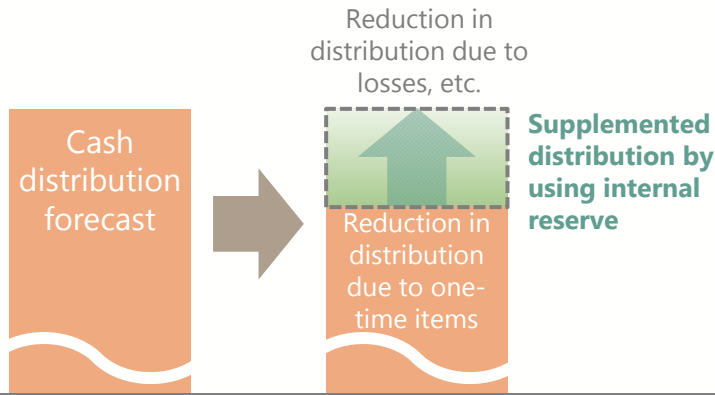 Reduction in
distribution due to
losses, etc.
Cash
distribution
forecast
Supplemented
distribution by
using internal
reserve
Reduction in
distribution
due to one-
time items